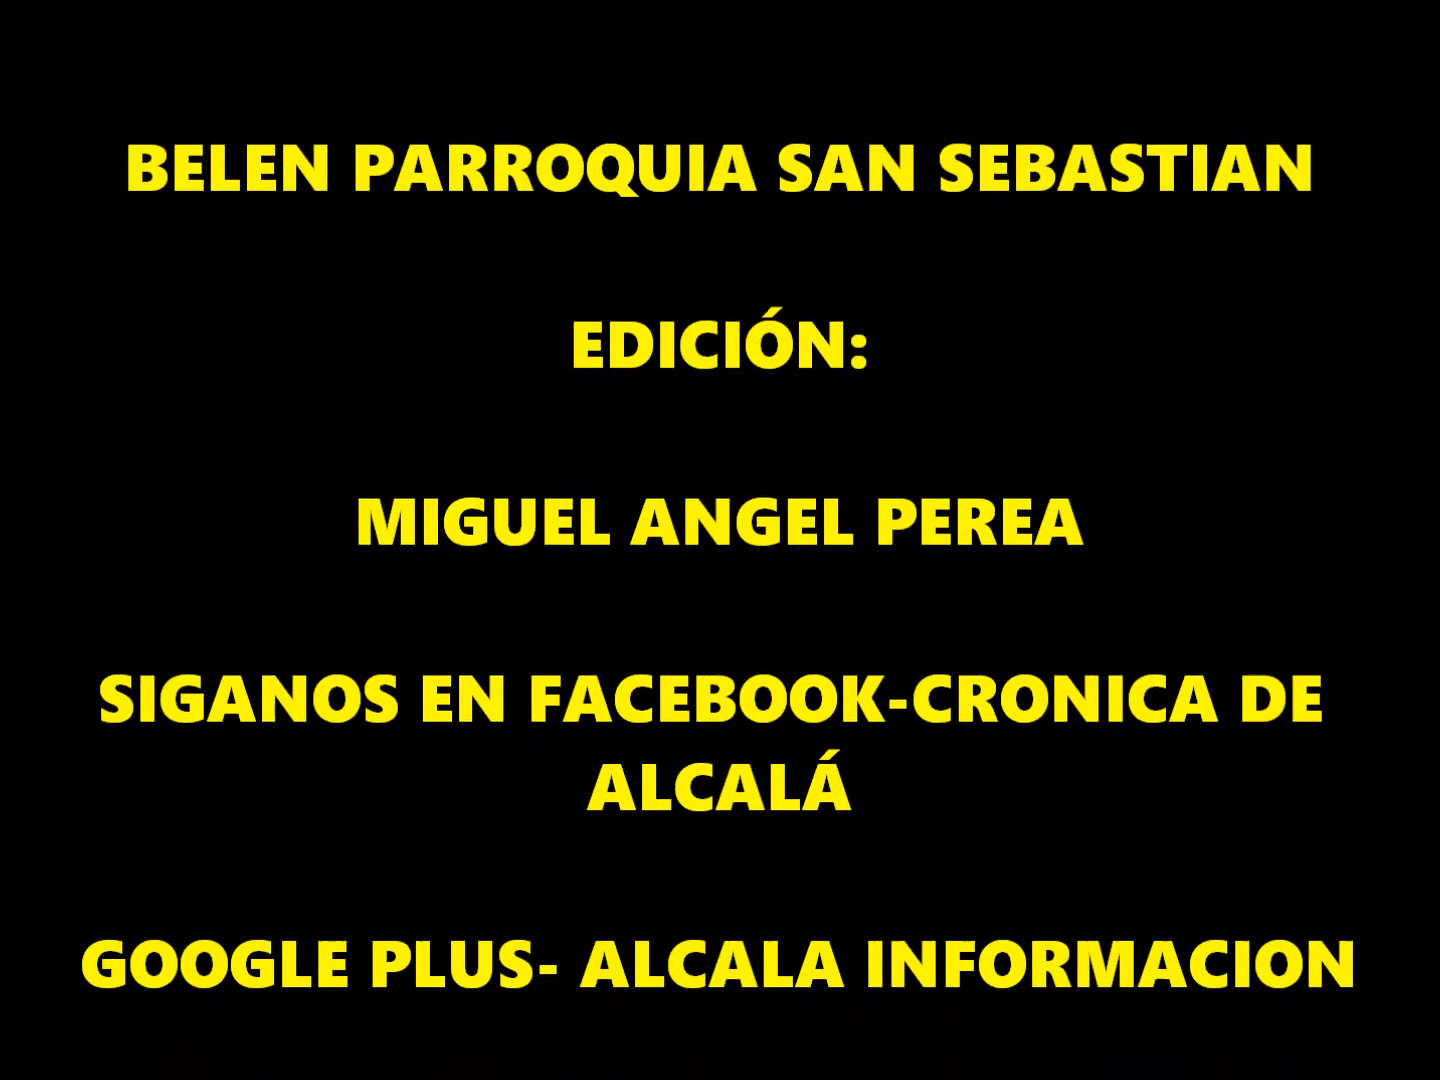 BELEN PARROQUIA SAN SEBASTIAN
EDICIÓN:
MIGUEL ANGEL PEREA
SIGANOS EN FACEBOOK-CRONICA DE
ALCALÁ
GOOGLE PLUS- ALCALA INFORMACION